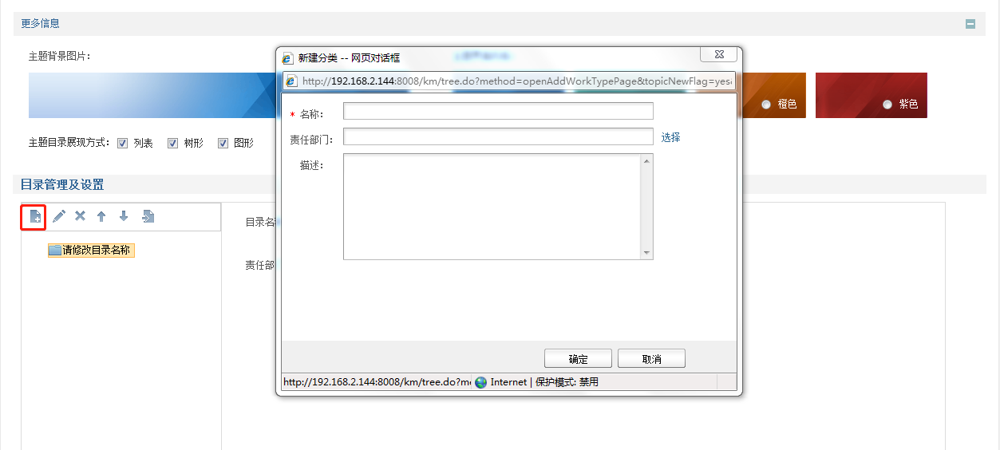 更多信息
主题背景图片：
橙色
紫色
主题目录展现方式：
列表
树形
图形
目录管理及设置
请修改目录名称
目录名
责任部
新建分类 -- 网页对话框
http://192.168.2.144:8008/km/tree.do?method=openAddWorkTypePage&topicNewFlag=yes
* 名称：
责任部门：
选择
描述：
确定
取消
http://192.168.2.144:8008/km/tree.do?m
Internet | 保护模式: 禁用